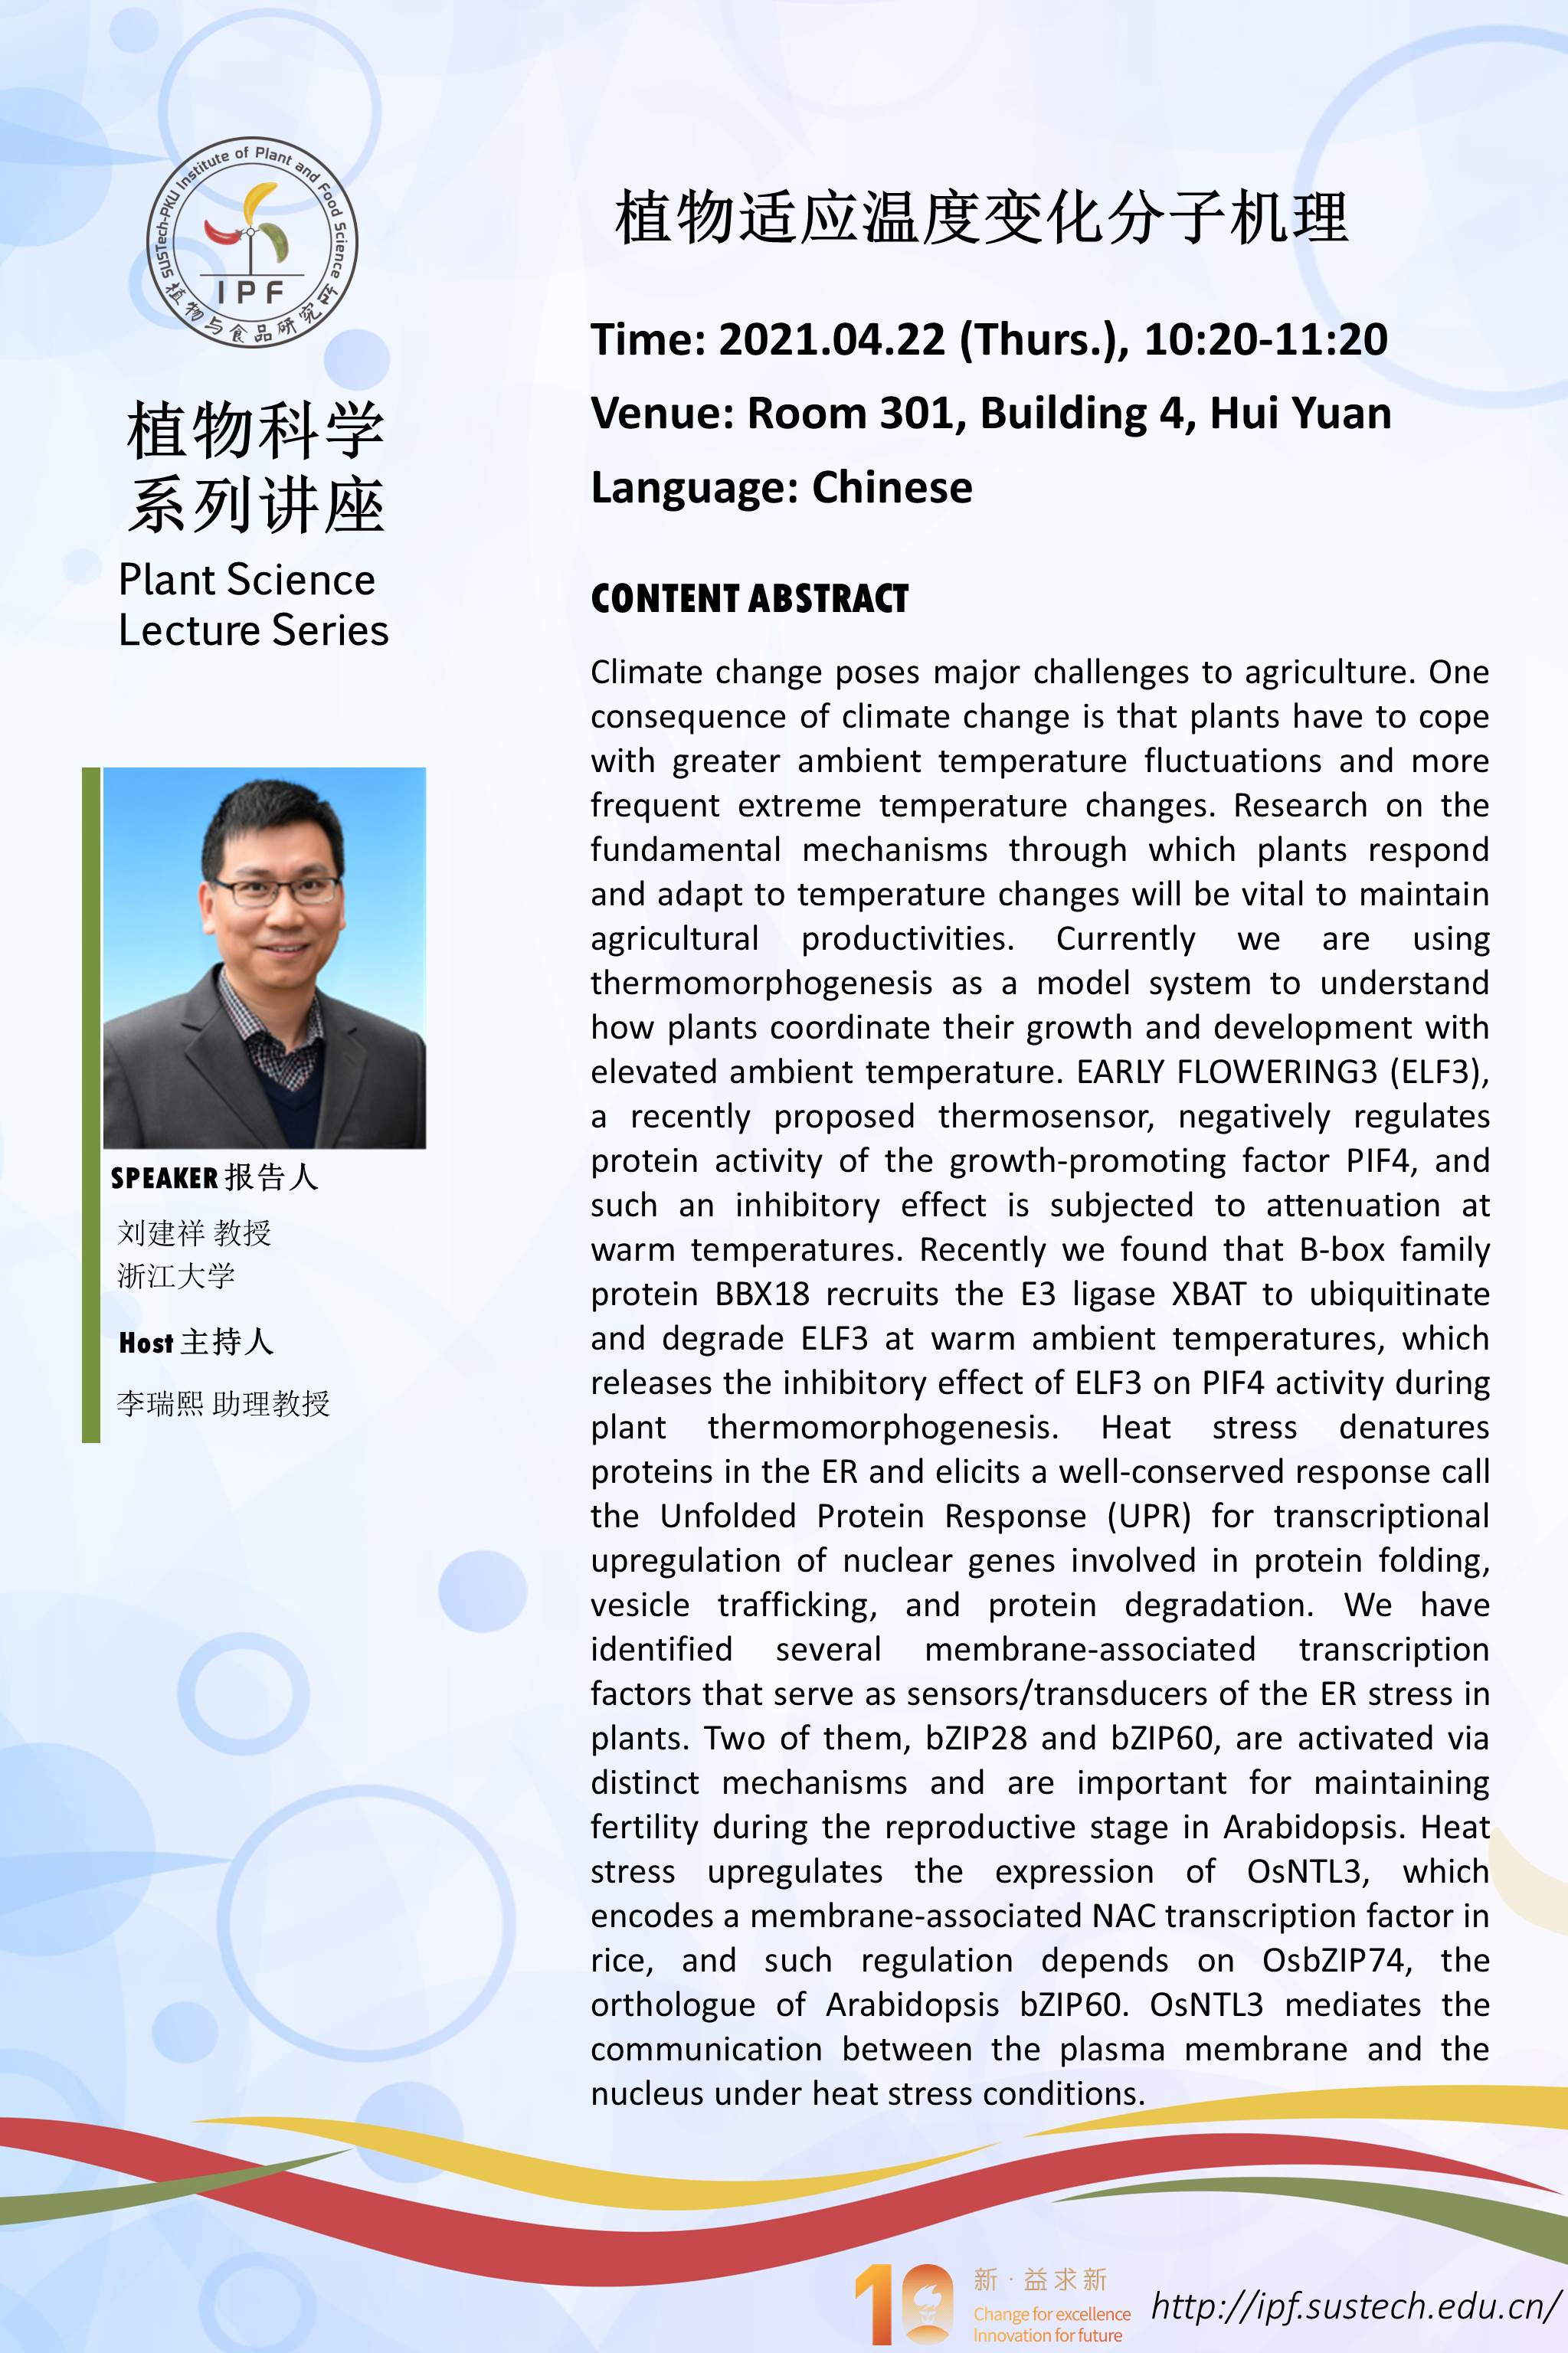 SUSTech-PKU Institute of Plant and Food Science
IPF
植物与食品研究所
植物科学
系列讲座
Plant Science
Lecture Series
SPEAKER 报告人
刘建祥 教授
浙江大学
Host 主持人
李瑞熙 助理教授
植物适应温度变化分子机理
Time: 2021.04.22 (Thurs.), 10:20-11:20
Venue: Room 301, Building 4, Hui Yuan
Language: Chinese
CONTENT ABSTRACT
Climate change poses major challenges to agriculture. One
consequence of climate change is that plants have to cope
with greater ambient temperature fluctuations and more
frequent extreme temperature changes. Research on the
fundamental mechanisms through which plants respond
and adapt to temperature changes will be vital to maintain
agricultural productivities. Currently we are using
thermomorphogenesis as a model system to understand
how plants coordinate their growth and development with
elevated ambient temperature. EARLY FLOWERING3 (ELF3),
a recently proposed thermosensor, negatively regulates
protein activity of the growth-promoting factor PIF4, and
such an inhibitory effect is subjected to attenuation at
warm temperatures. Recently we found that B-box family
protein BBX18 recruits the E3 ligase XBAT to ubiquitinate
and degrade ELF3 at warm ambient temperatures, which
releases the inhibitory effect of ELF3 on PIF4 activity during
plant thermomorphogenesis. Heat stress denatures
proteins in the ER and elicits a well-conserved response call
the Unfolded Protein Response (UPR) for transcriptional
upregulation of nuclear genes involved in protein folding,
vesicle trafficking, and protein degradation. We have
identified several membrane-associated transcription
factors that serve as sensors/transducers of the ER stress in
plants. Two of them, bZIP28 and bZIP60, are activated via
distinct mechanisms and are important for maintaining
fertility during the reproductive stage in Arabidopsis. Heat
stress upregulates the expression of OsNTL3, which
encodes a membrane-associated NAC transcription factor in
rice, and such regulation depends on OsbZIP74, the
orthologue of Arabidopsis bZIP60. OsNTL3 mediates the
communication between the plasma membrane and the
nucleus under heat stress conditions.
10
新·益求新
Change for excellence
Innovation for future
http://ipf.sustech.edu.cn/